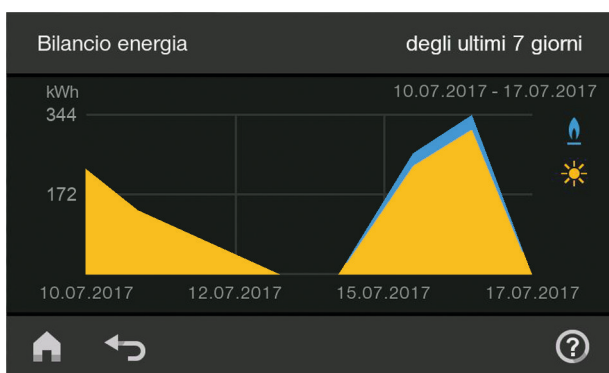 Bilancio energia degli ultimi 7 giorni
kWh 10.07.2017 - 17.07.2017
344
172
10.07.2017 12.07.2017 15.07.2017 17.07.2017
?